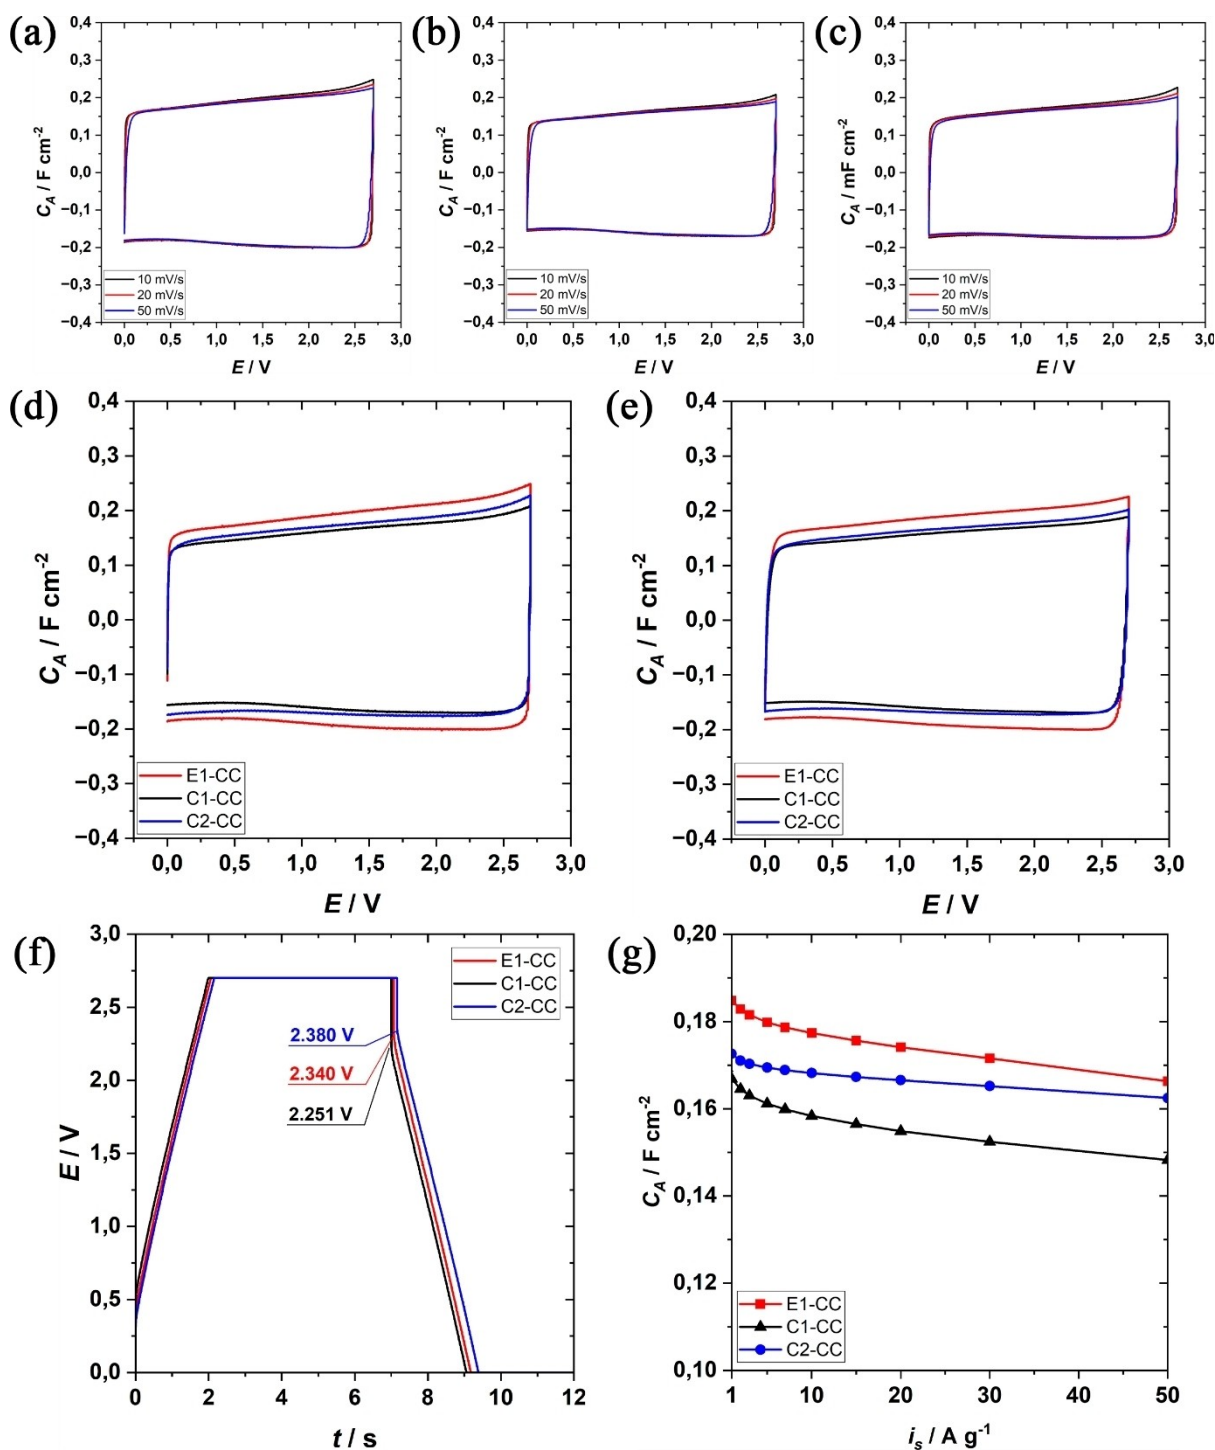 (a)
0,4
0,3
0,2
0,1
0,0
−0,1
−0,2
−0,3
−0,4
C_A / F cm⁻²
10 mV/s
20 mV/s
50 mV/s
0,0 0,5 1,0 1,5 2,0 2,5 3,0
E / V
(b)
0,4
0,3
0,2
0,1
0,0
−0,1
−0,2
−0,3
−0,4
C_A / F cm⁻²
10 mV/s
20 mV/s
50 mV/s
0,0 0,5 1,0 1,5 2,0 2,5 3,0
E / V
(c)
0,4
0,3
0,2
0,1
0,0
−0,1
−0,2
−0,3
−0,4
C_A / mF cm⁻²
10 mV/s
20 mV/s
50 mV/s
0,0 0,5 1,0 1,5 2,0 2,5 3,0
E / V
(d)
0,4
0,3
0,2
0,1
0,0
−0,1
−0,2
−0,3
−0,4
C_A / F cm⁻²
E1-CC
C1-CC
C2-CC
0,0 0,5 1,0 1,5 2,0 2,5 3,0
E / V
(e)
0,4
0,3
0,2
0,1
0,0
−0,1
−0,2
−0,3
−0,4
C_A / F cm⁻²
E1-CC
C1-CC
C2-CC
0,0 0,5 1,0 1,5 2,0 2,5 3,0
E / V
(f)
3,0
2,5
2,0
1,5
1,0
0,5
0,0
E / V
E1-CC
C1-CC
C2-CC
2.380 V
2.340 V
2.251 V
0 2 4 6 8 10 12
t / s
(g)
0,20
0,18
0,16
0,14
0,12
0,10
C_A / F cm⁻²
E1-CC
C1-CC
C2-CC
1 10 20 30 40 50
i_s / A g⁻¹